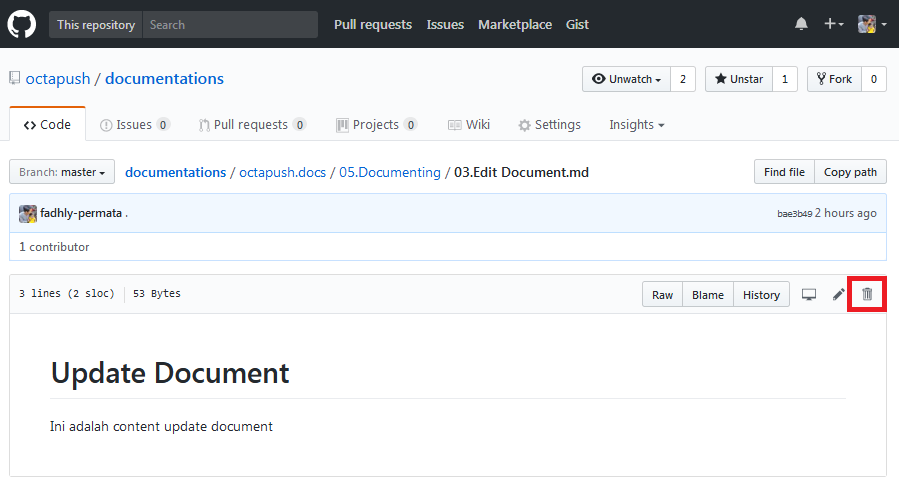 This repository Search Pull requests Issues Marketplace Gist
octapush / documentations Unwatch 2 Unstar 1 Fork 0
Code Issues 0 Pull requests 0 Projects 0 Wiki Settings Insights
Branch: master documentations / octapush.docs / 05.Documenting / 03.Edit Document.md Find file Copy path
fadhly-permata . bae3b49 2 hours ago
1 contributor
3 lines (2 sloc) 53 Bytes Raw Blame History
Update Document
Ini adalah content update document